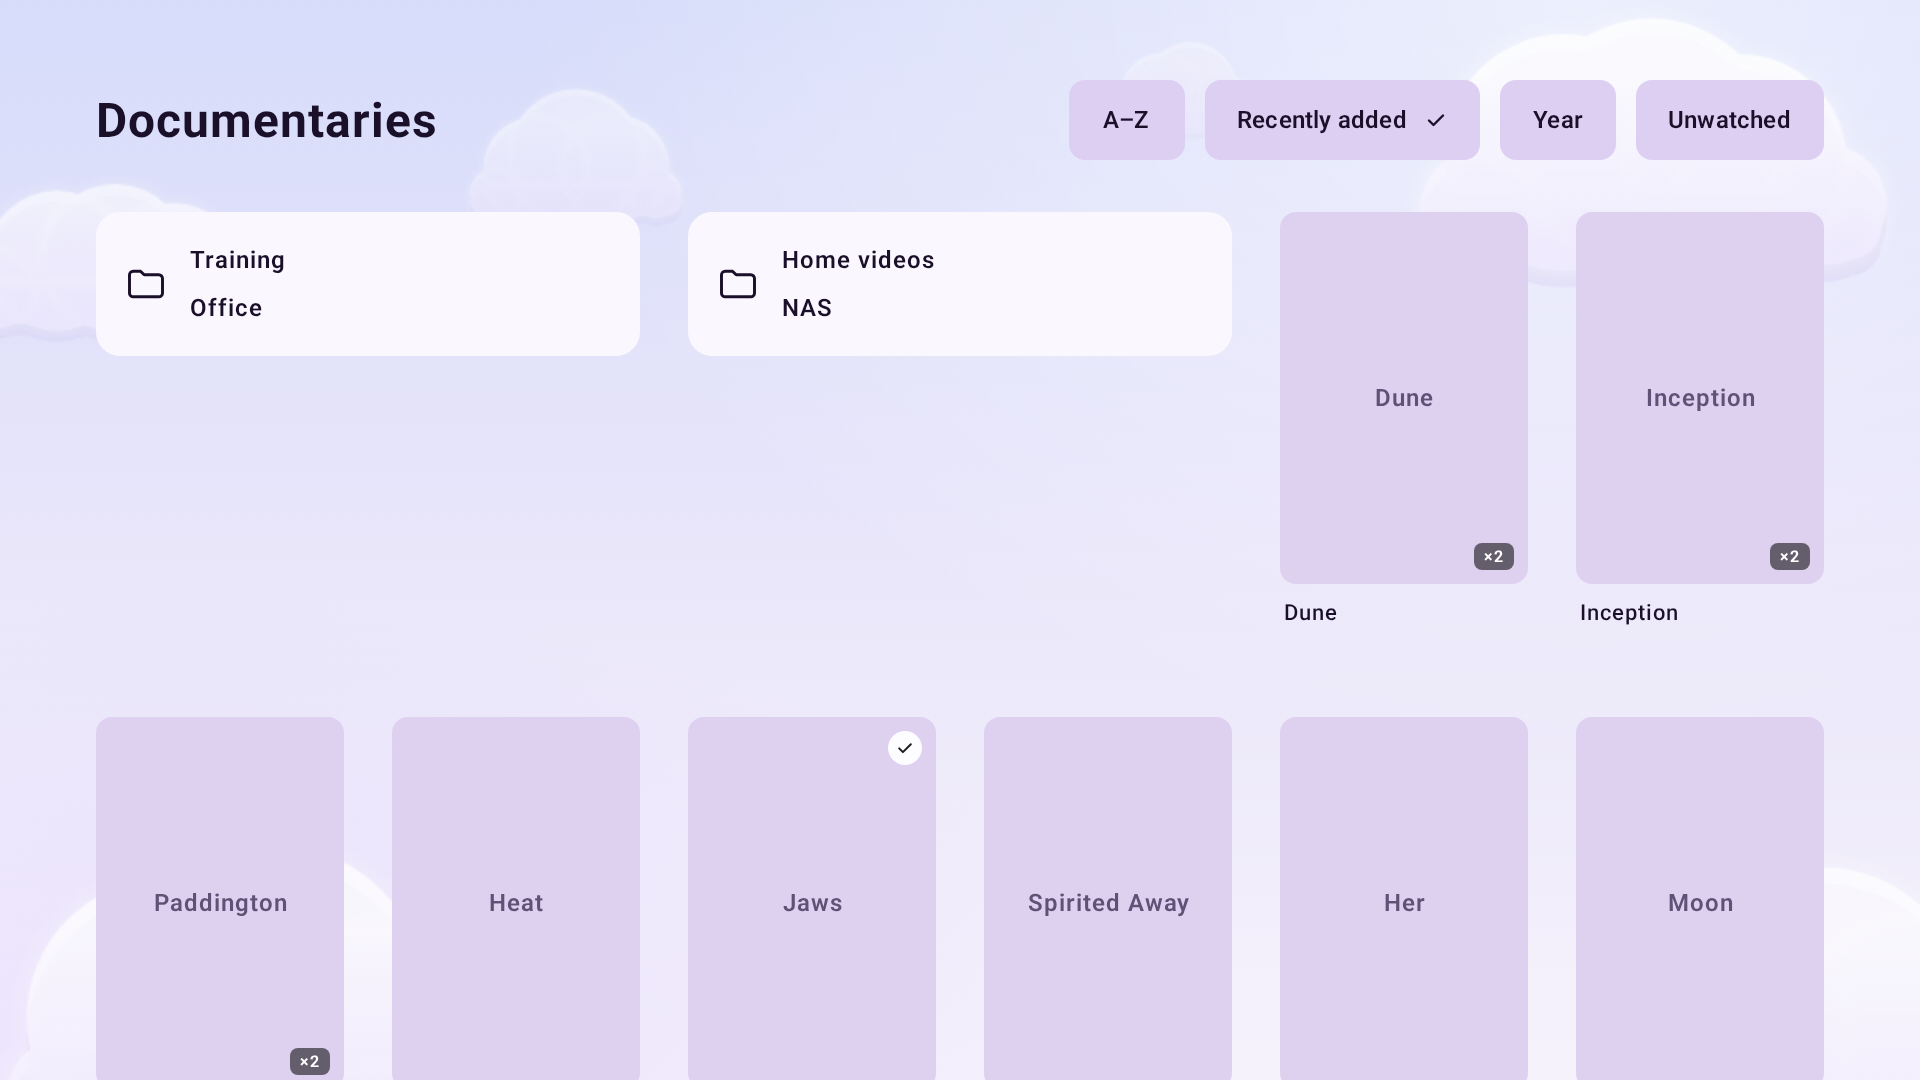 Documentaries
A–Z
Recently added
Year
Unwatched
Training
Office
Home videos
NAS
Dune
×2
Dune
Inception
×2
Inception
Paddington
×2
Heat
Jaws
Spirited Away
Her
Moon